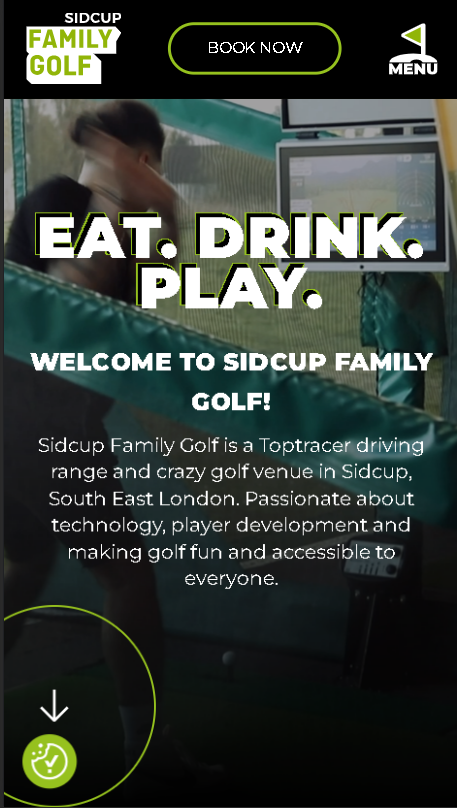 SIDCUP
FAMILY
GOLF
BOOK NOW
MENU
EAT. DRINK.
PLAY.
WELCOME TO SIDCUP FAMILY
GOLF!
Sidcup Family Golf is a Toptracer driving
range and crazy golf venue in Sidcup,
South East London. Passionate about
technology, player development and
making golf fun and accessible to
everyone.